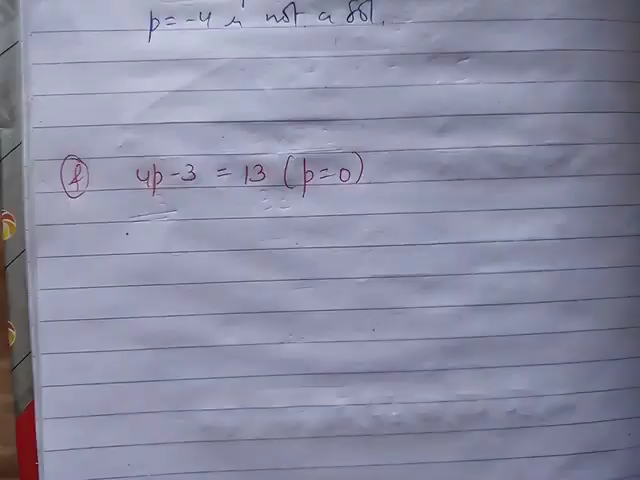 p = -4 is not a sol.
(f) 4p - 3 = 13 (p = 0)